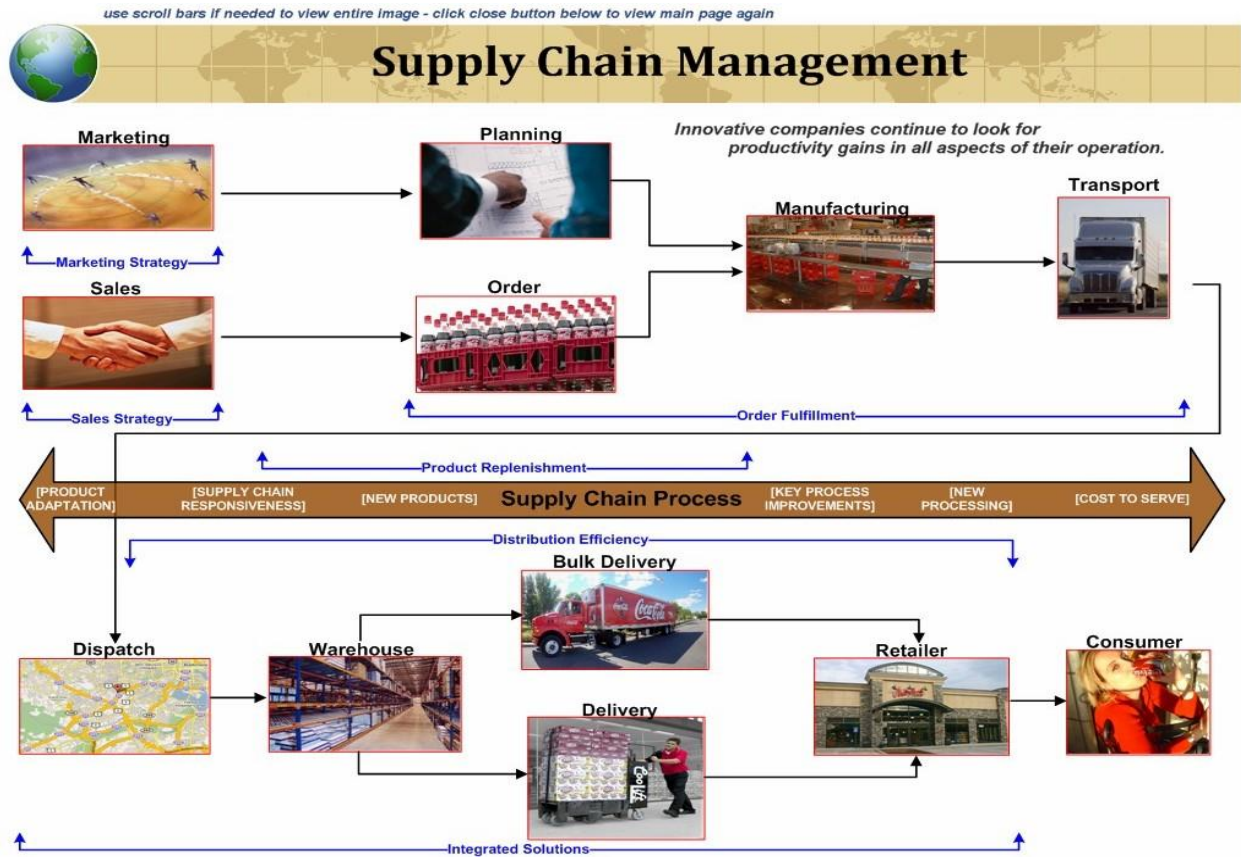 use scroll bars if needed to view entire image - click close button below to view main page again
Supply Chain Management
Marketing
Planning
Innovative companies continue to look for
productivity gains in all aspects of their operation.
Transport
Manufacturing
Marketing Strategy
Sales
Order
Sales Strategy
Order Fulfillment
Product Replenishment
[PRODUCT
ADAPTATION]
[SUPPLY CHAIN
RESPONSIVENESS]
[NEW PRODUCTS]
Supply Chain Process
[KEY PROCESS
IMPROVEMENTS]
[NEW
PROCESSING]
[COST TO SERVE]
Distribution Efficiency
Bulk Delivery
Coca-Cola
Dispatch
Warehouse
Retailer
Consumer
Delivery
CooLift
Integrated Solutions